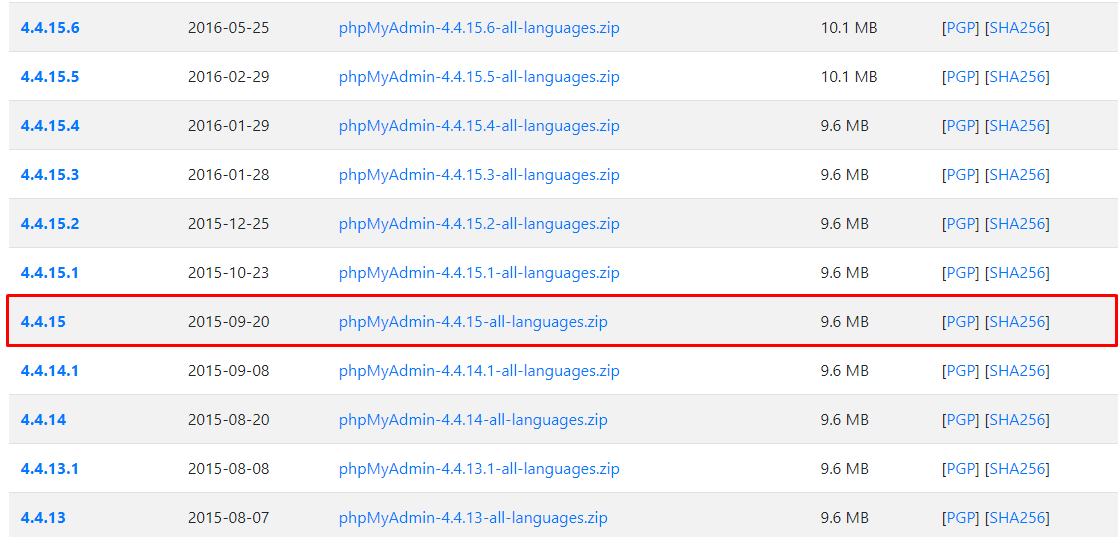 4.4.15.6 2016-05-25 phpMyAdmin-4.4.15.6-all-languages.zip 10.1 MB [PGP] [SHA256]
4.4.15.5 2016-02-29 phpMyAdmin-4.4.15.5-all-languages.zip 10.1 MB [PGP] [SHA256]
4.4.15.4 2016-01-29 phpMyAdmin-4.4.15.4-all-languages.zip 9.6 MB [PGP] [SHA256]
4.4.15.3 2016-01-28 phpMyAdmin-4.4.15.3-all-languages.zip 9.6 MB [PGP] [SHA256]
4.4.15.2 2015-12-25 phpMyAdmin-4.4.15.2-all-languages.zip 9.6 MB [PGP] [SHA256]
4.4.15.1 2015-10-23 phpMyAdmin-4.4.15.1-all-languages.zip 9.6 MB [PGP] [SHA256]
4.4.15 2015-09-20 phpMyAdmin-4.4.15-all-languages.zip 9.6 MB [PGP] [SHA256]
4.4.14.1 2015-09-08 phpMyAdmin-4.4.14.1-all-languages.zip 9.6 MB [PGP] [SHA256]
4.4.14 2015-08-20 phpMyAdmin-4.4.14-all-languages.zip 9.6 MB [PGP] [SHA256]
4.4.13.1 2015-08-08 phpMyAdmin-4.4.13.1-all-languages.zip 9.6 MB [PGP] [SHA256]
4.4.13 2015-08-07 phpMyAdmin-4.4.13-all-languages.zip 9.6 MB [PGP] [SHA256]